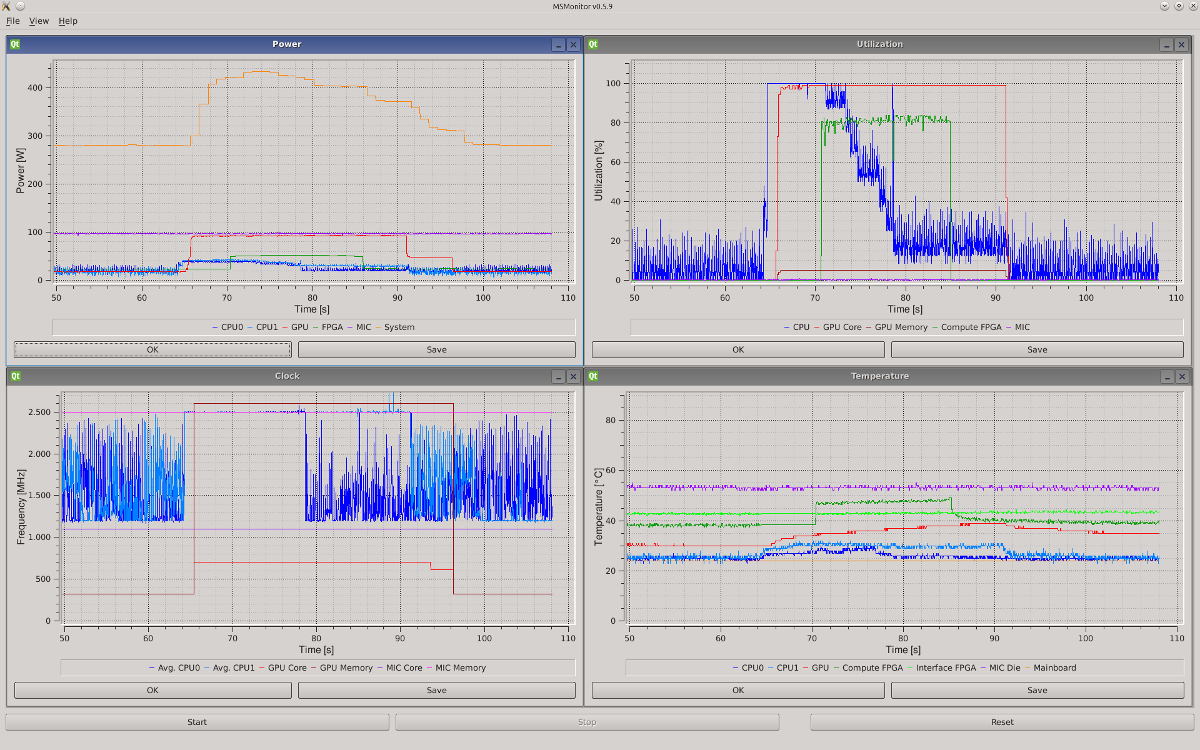 MSMonitor v0.5.9
File View Help
Qt Power
400
300
200
100
0
Power [W]
50 60 70 80 90 100 110
Time [s]
— CPU0 — CPU1 — GPU — FPGA — MIC — System
OK Save
Qt Utilization
100
80
60
40
20
0
Utilization [%]
50 60 70 80 90 100 110
Time [s]
— CPU — GPU Core — GPU Memory — Compute FPGA — MIC
OK Save
Qt Clock
2.500
2.000
1.500
1.000
500
0
Frequency [MHz]
50 60 70 80 90 100 110
Time [s]
— Avg. CPU0 — Avg. CPU1 — GPU Core — GPU Memory — MIC Core — MIC Memory
OK Save
Qt Temperature
80
60
40
20
0
Temperature [°C]
50 60 70 80 90 100 110
Time [s]
— CPU0 — CPU1 — GPU — Compute FPGA — Interface FPGA — MIC Die — Mainboard
OK Save
Start Stop Reset